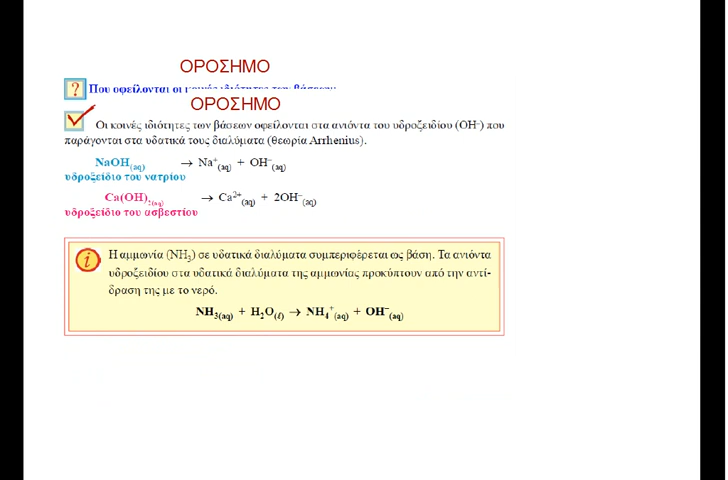 ΟΡΟΣΗΜΟ
? Που οφείλονται οι κοινές ιδιότητες των βάσεων
ΟΡΟΣΗΜΟ
Οι κοινές ιδιότητες των βάσεων οφείλονται στα ανιόντα του υδροξειδίου (OH⁻) που
παράγονται στα υδατικά τους διαλύματα (θεωρία Arrhenius).
NaOH(aq) → Na⁺(aq) + OH⁻(aq)
υδροξείδιο του νατρίου
Ca(OH)₂(aq) → Ca²⁺(aq) + 2OH⁻(aq)
υδροξείδιο του ασβεστίου
i Η αμμωνία (NH₃) σε υδατικά διαλύματα συμπεριφέρεται ως βάση. Τα ανιόντα
υδροξειδίου στα υδατικά διαλύματα της αμμωνίας προκύπτουν από την αντί-
δραση της με το νερό.
NH₃(aq) + H₂O(ℓ) → NH₄⁺(aq) + OH⁻(aq)